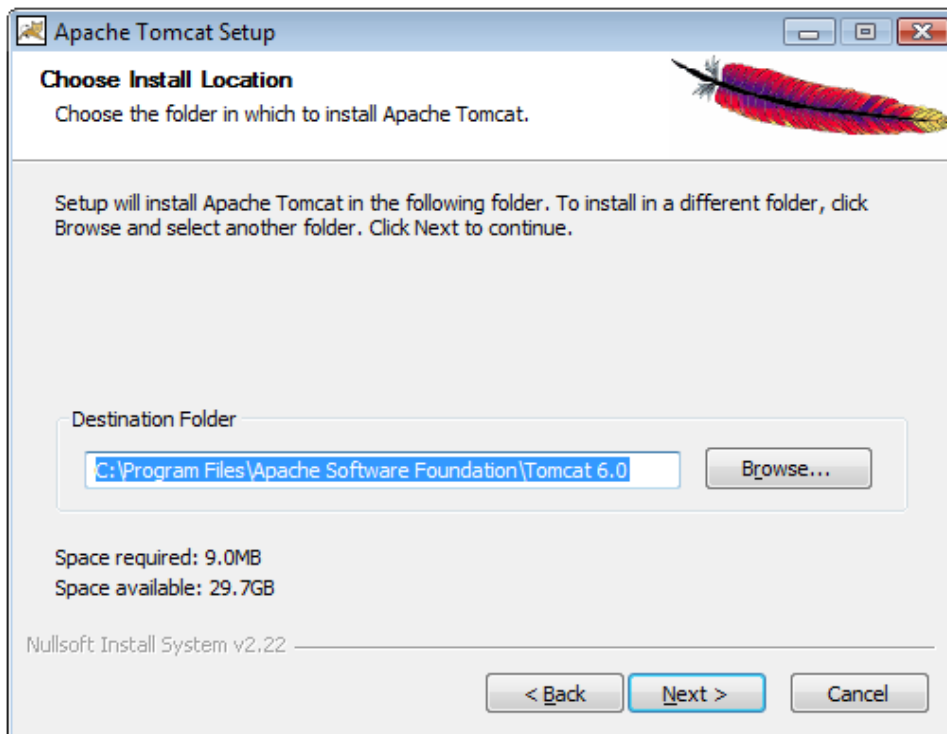 Apache Tomcat Setup
Choose Install Location
Choose the folder in which to install Apache Tomcat.
Setup will install Apache Tomcat in the following folder. To install in a different folder, click
Browse and select another folder. Click Next to continue.
Destination Folder
C:\Program Files\Apache Software Foundation\Tomcat 6.0
Browse...
Space required: 9.0MB
Space available: 29.7GB
Nullsoft Install System v2.22
< Back Next > Cancel